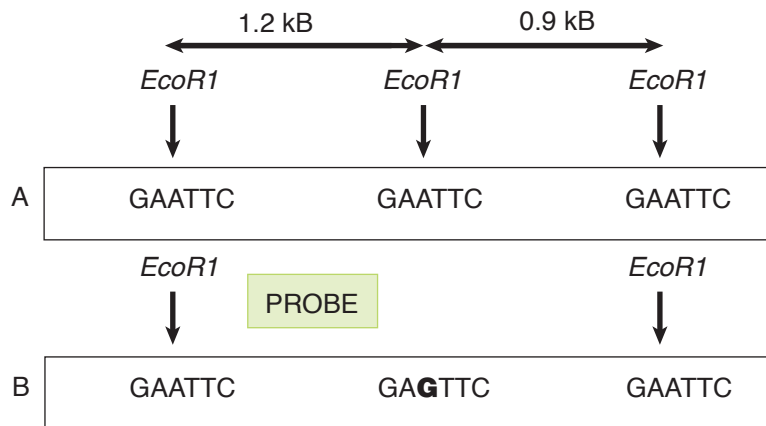 1.2 kB 0.9 kB
EcoR1 EcoR1 EcoR1
A GAATTC GAATTC GAATTC
EcoR1 EcoR1
PROBE
B GAATTC GAGTTC GAATTC